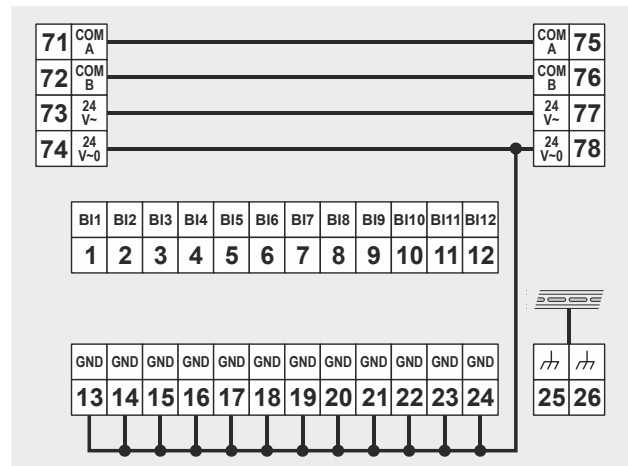 71 COM A COM A 75
72 COM B COM B 76
73 24 V~ 24 V~ 77
74 24 V~0 24 V~0 78
BI1 BI2 BI3 BI4 BI5 BI6 BI7 BI8 BI9 BI10 BI11 BI12
1 2 3 4 5 6 7 8 9 10 11 12
GND GND GND GND GND GND GND GND GND GND GND GND
13 14 15 16 17 18 19 20 21 22 23 24 25 26